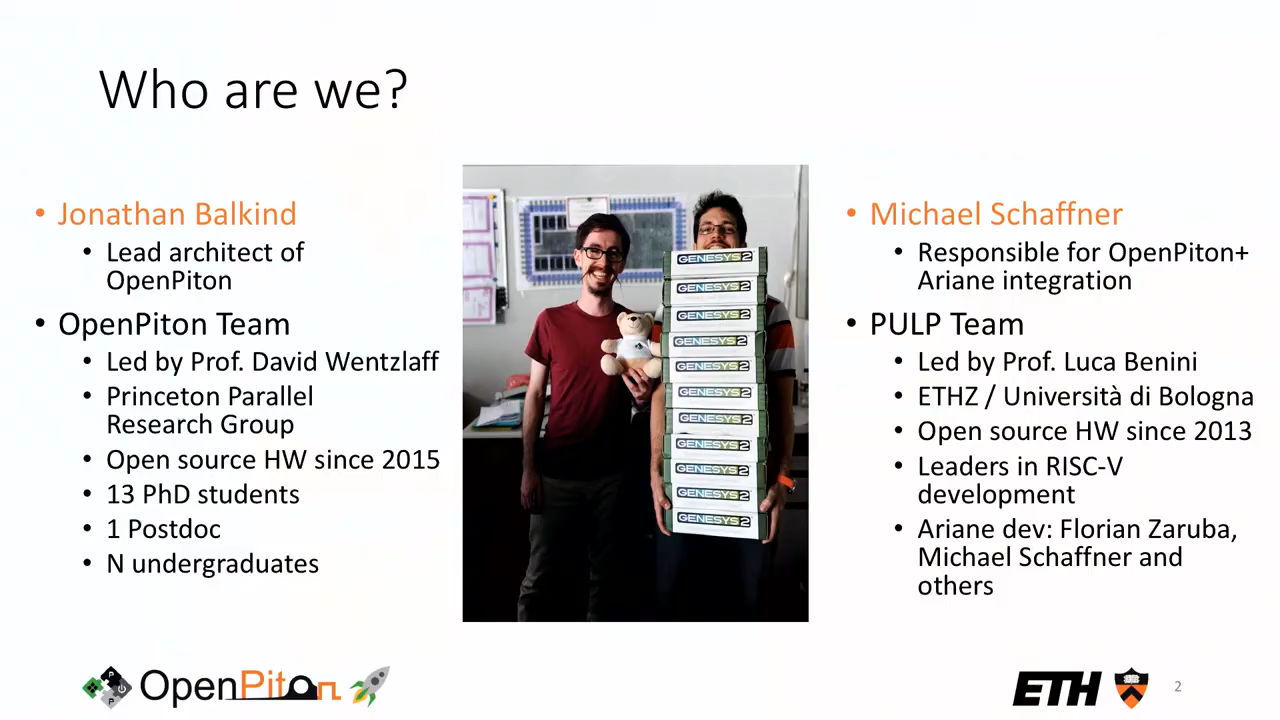 Who are we?
• Jonathan Balkind
• Lead architect of
OpenPiton
• OpenPiton Team
• Led by Prof. David Wentzlaff
• Princeton Parallel
Research Group
• Open source HW since 2015
• 13 PhD students
• 1 Postdoc
• N undergraduates
GENESYS 2
GENESYS 2
GENESYS 2
GENESYS 2
GENESYS 2
GENESYS 2
GENESYS 2
GENESYS 2
GENESYS 2
GENESYS 2
GENESYS 2
• Michael Schaffner
• Responsible for OpenPiton+
Ariane integration
• PULP Team
• Led by Prof. Luca Benini
• ETHZ / Università di Bologna
• Open source HW since 2013
• Leaders in RISC-V
development
• Ariane dev: Florian Zaruba,
Michael Schaffner and
others
OpenPiton
ETH
2